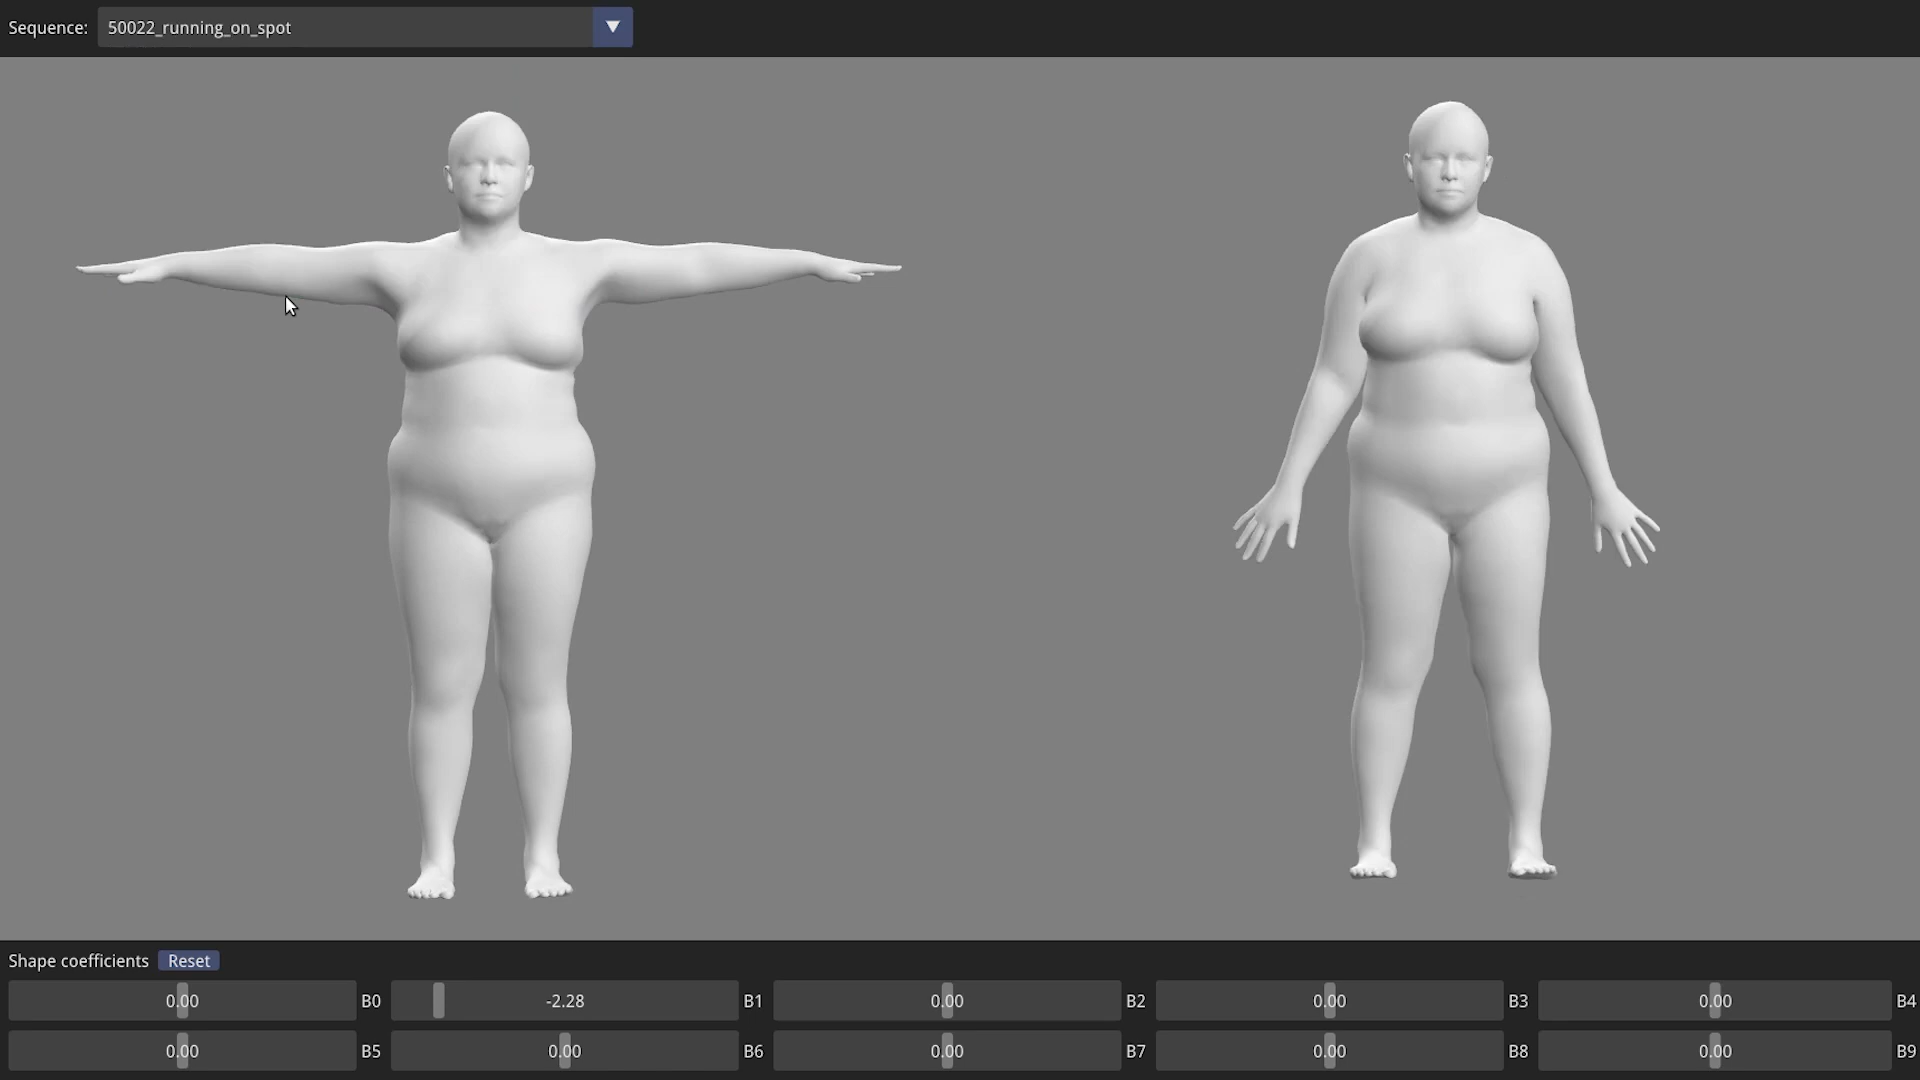 Sequence: 50022_running_on_spot
Shape coefficients Reset
0.00 B0 -2.28 B1 0.00 B2 0.00 B3 0.00 B4
0.00 B5 0.00 B6 0.00 B7 0.00 B8 0.00 B9